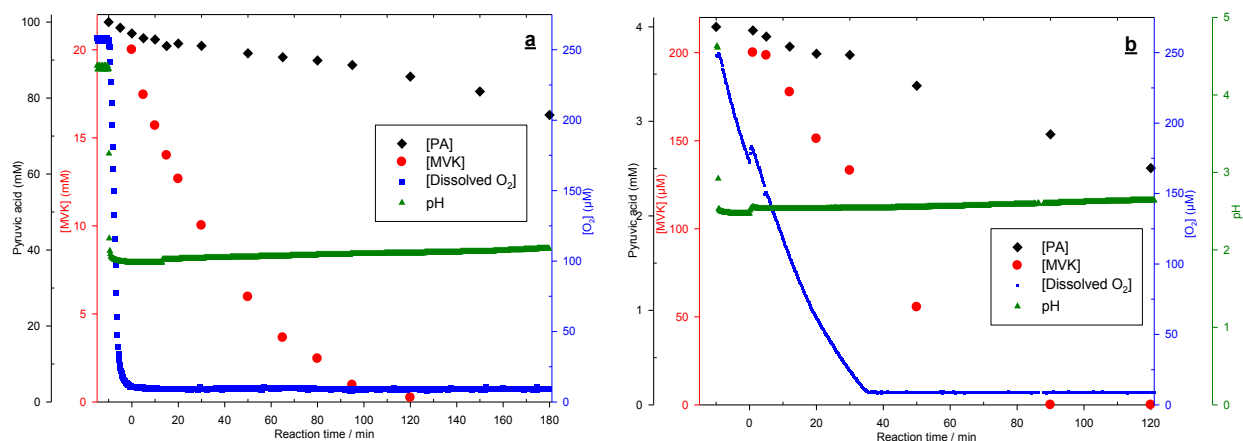 a
Pyruvic acid (mM)
100
80
60
40
20
0
[MVK] (mM)
20
15
10
5
0
[PA]
[MVK]
[Dissolved O2]
pH
[O2] (µM)
250
200
150
100
50
0
0 20 40 60 80 100 120 140 160 180
Reaction time / min
b
Pyruvic acid (mM)
4
3
2
1
0
[MVK] (µM)
200
150
100
50
0
[PA]
[MVK]
[Dissolved O2]
pH
[O2] (µM)
250
200
150
100
50
0
pH
5
4
3
2
1
0
0 20 40 60 80 100 120
Reaction time / min